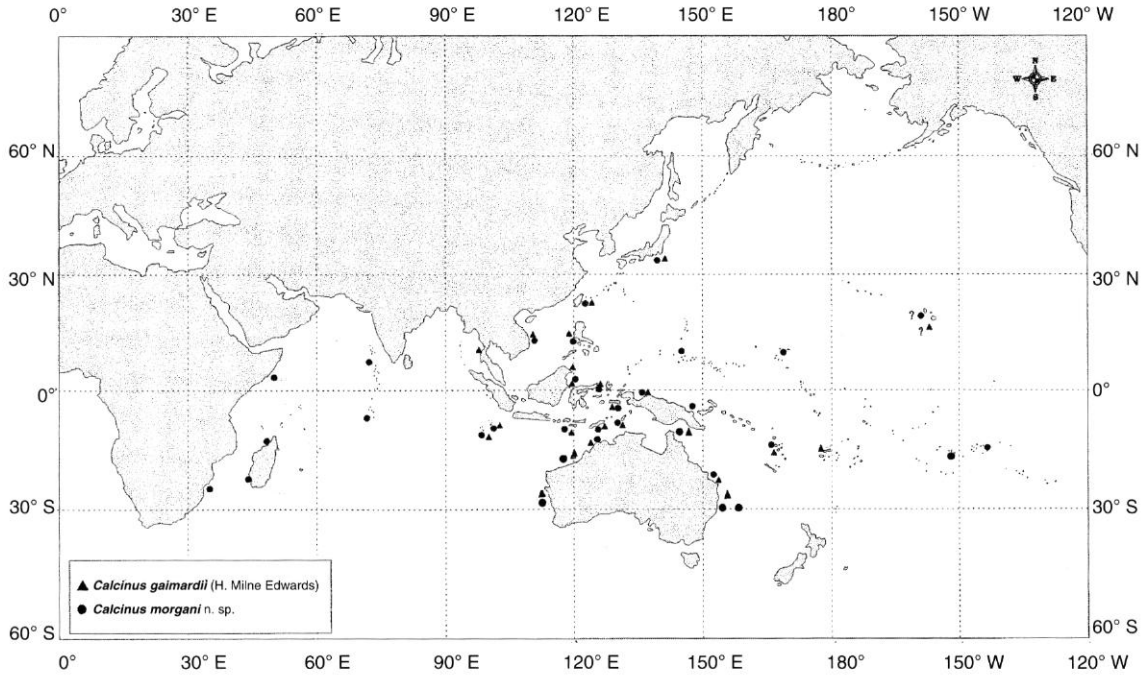 0° 30° E 60° E 90° E 120° E 150° E 180° 150° W 120° W
N
W E
S
60° N 60° N
30° N 30° N
? 
?
0° 0°
30° S 30° S
Calcinus gaimardii (H. Milne Edwards)
Calcinus morgani n. sp.
60° S 60° S
0° 30° E 60° E 90° E 120° E 150° E 180° 150° W 120° W